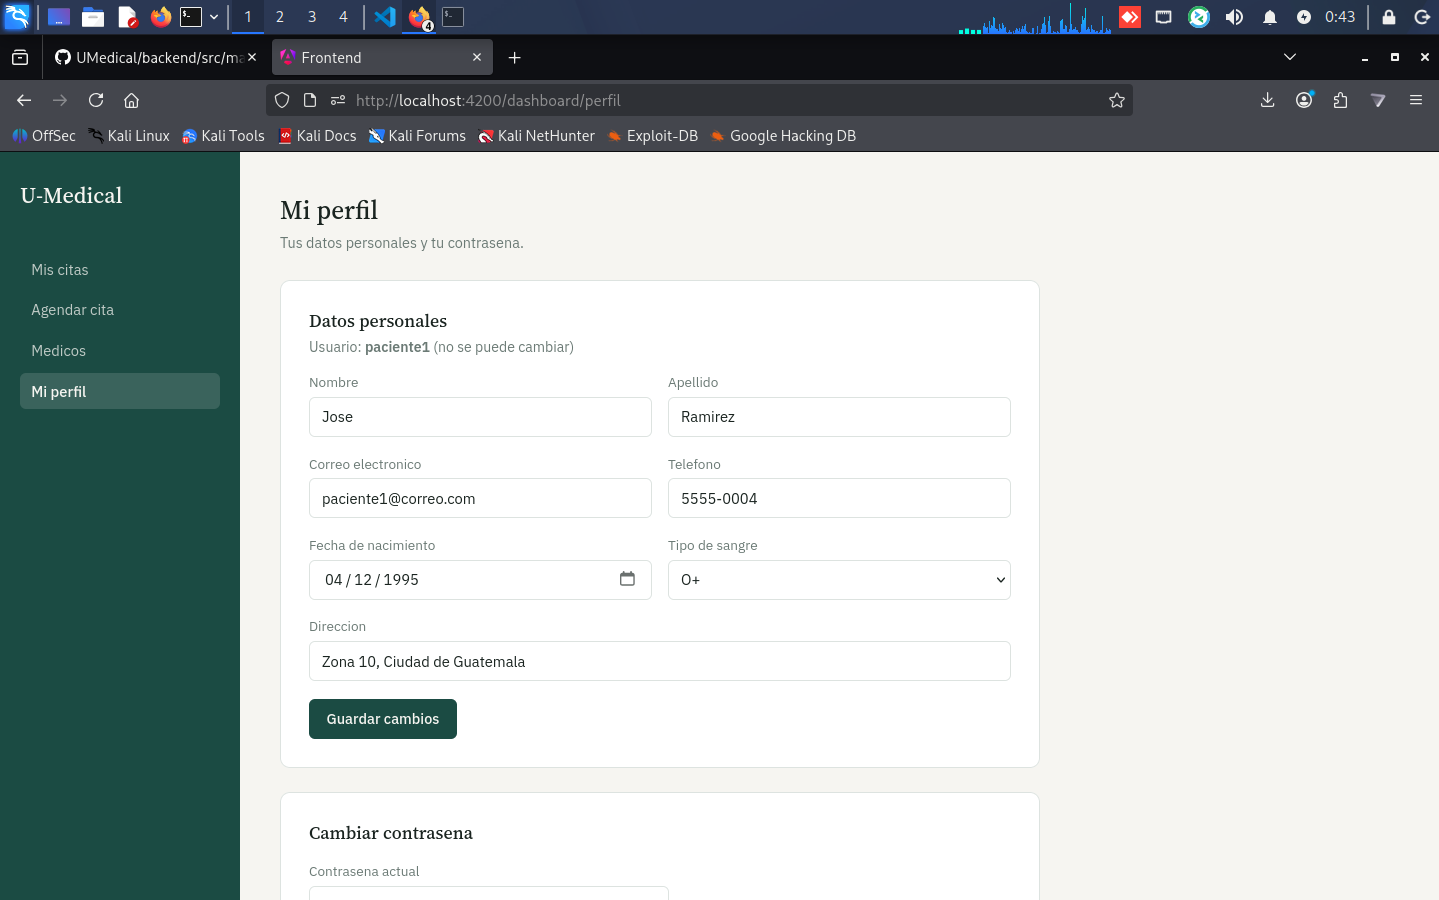 1 2 3 4 0:43
UMedical/backend/src/ma
Frontend
http://localhost:4200/dashboard/perfil
OffSec Kali Linux Kali Tools Kali Docs Kali Forums Kali NetHunter Exploit-DB Google Hacking DB
U-Medical
Mis citas
Agendar cita
Medicos
Mi perfil
Mi perfil
Tus datos personales y tu contrasena.
Datos personales
Usuario: paciente1 (no se puede cambiar)
Nombre
Jose
Apellido
Ramirez
Correo electronico
paciente1@correo.com
Telefono
5555-0004
Fecha de nacimiento
04 / 12 / 1995
Tipo de sangre
O+
Direccion
Zona 10, Ciudad de Guatemala
Guardar cambios
Cambiar contrasena
Contrasena actual